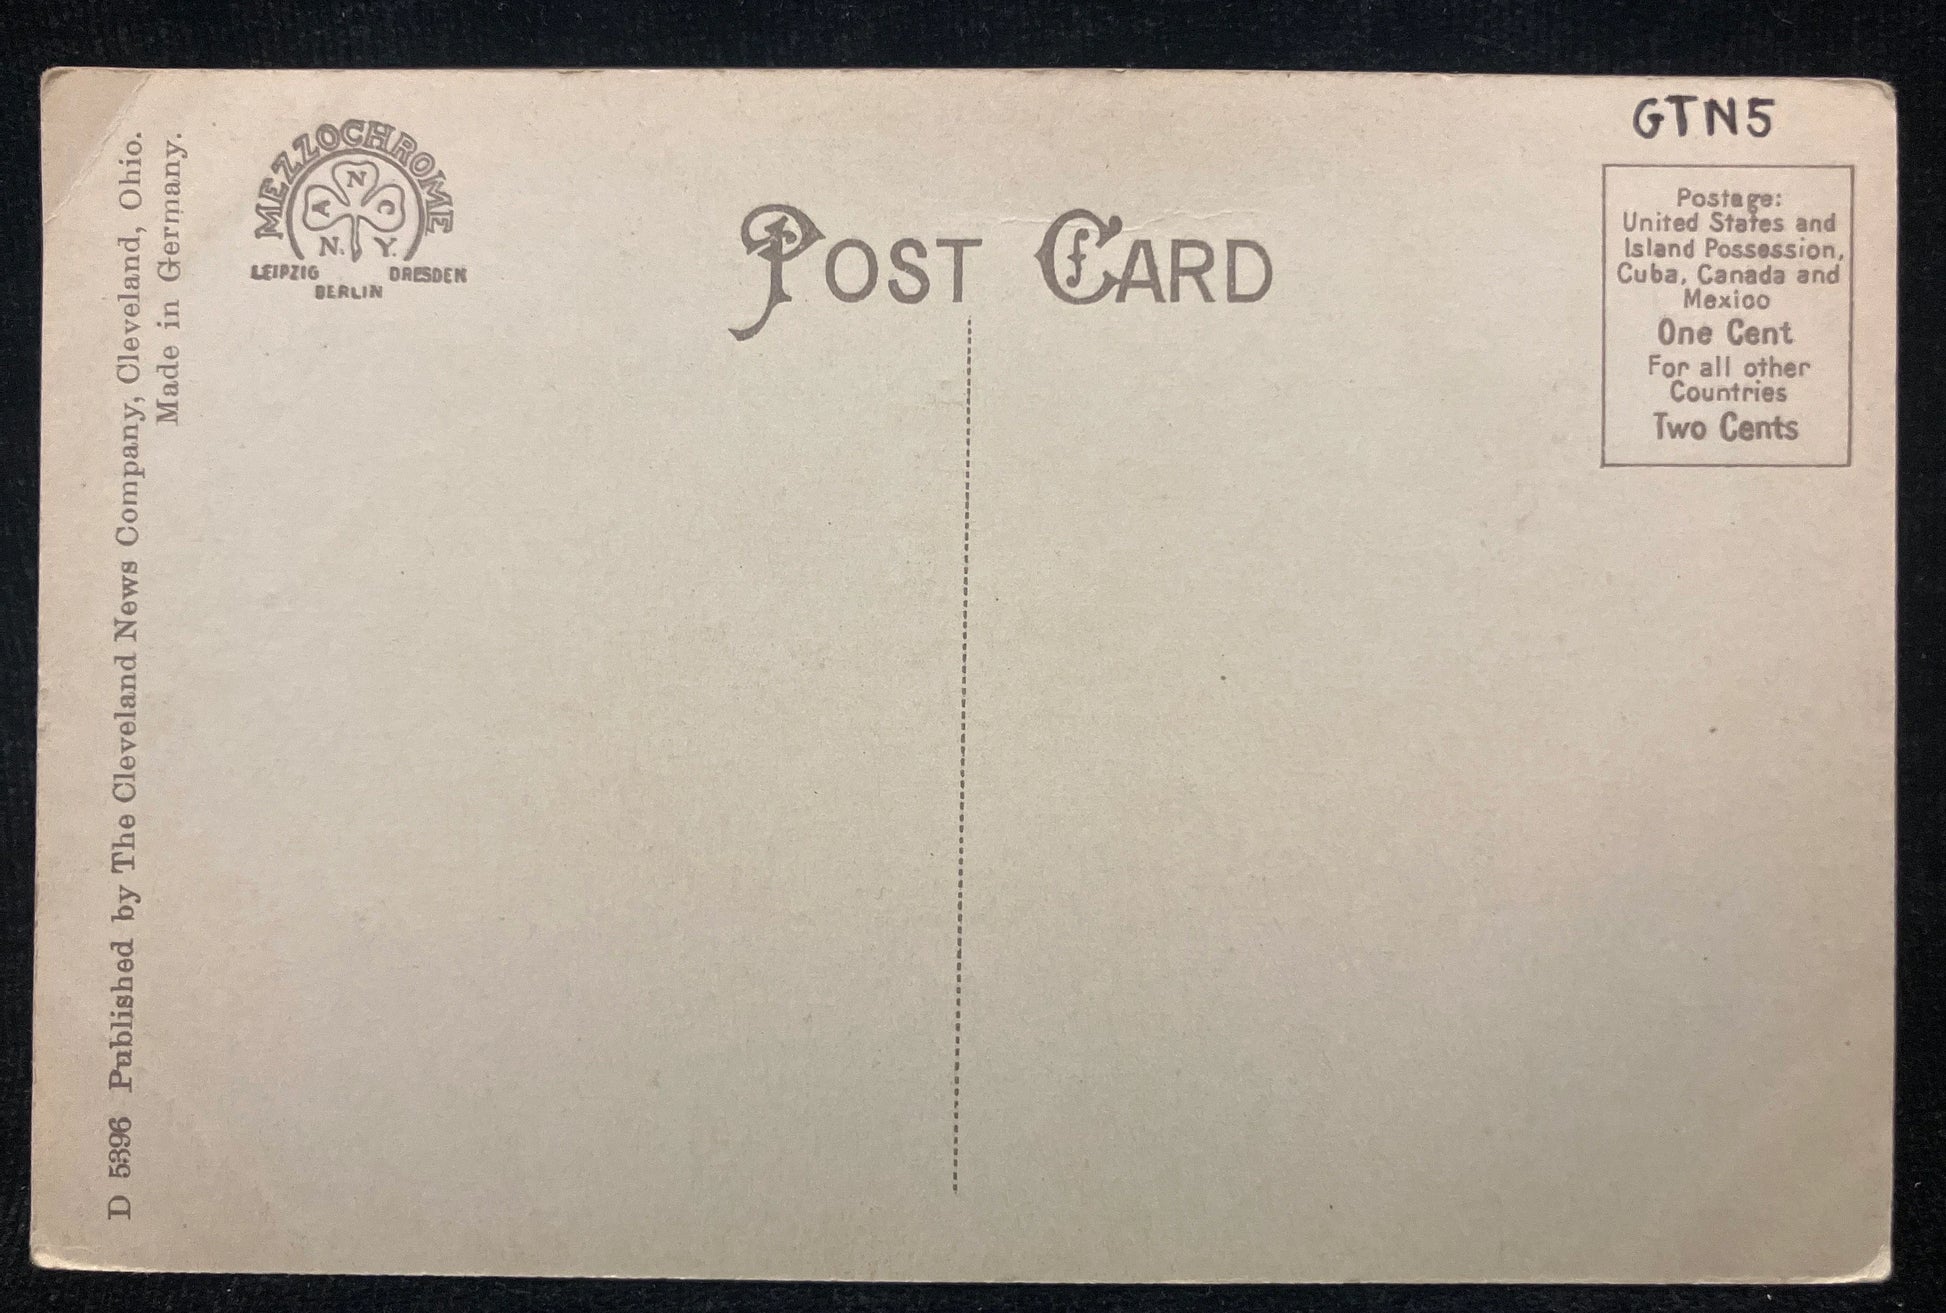 GTN5
MEZZOCHROME
A N C
N. Y.
LEIPZIG DRESDEN
BERLIN
POST CARD
Postage:
United States and
Island Possession,
Cuba, Canada and
Mexico
One Cent
For all other
Countries
Two Cents
D 5396 Published by The Cleveland News Company, Cleveland, Ohio.
Made in Germany.